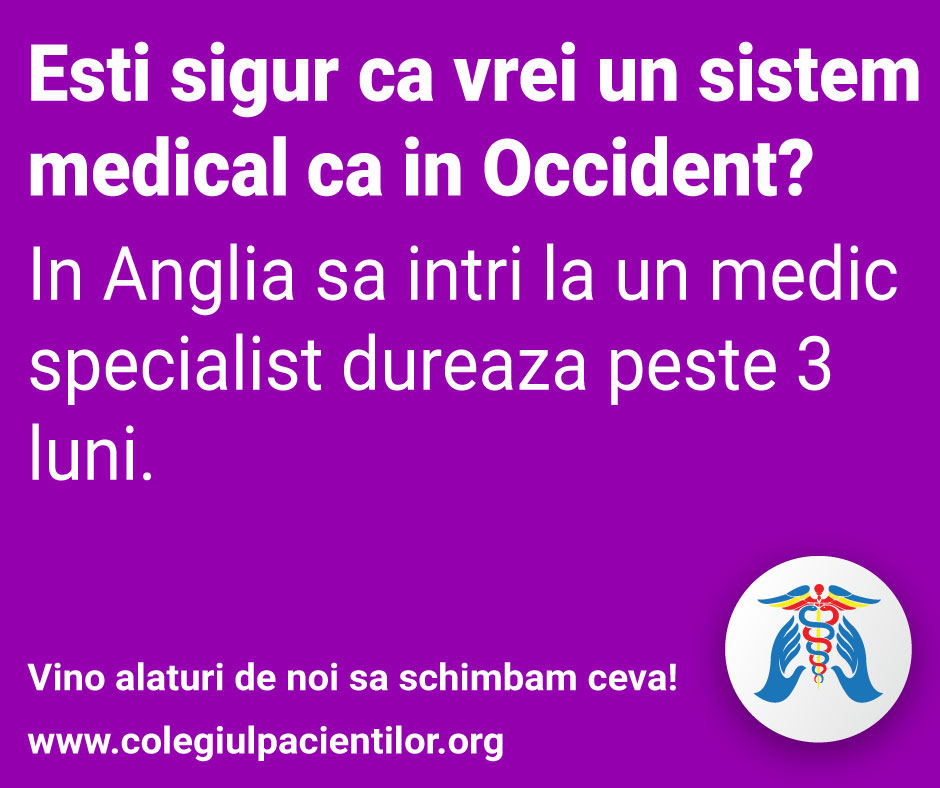 Esti sigur ca vrei un sistem
medical ca in Occident?
In Anglia sa intri la un medic
specialist dureaza peste 3
luni.
Vino alaturi de noi sa schimbam ceva!
www.colegiulpacientilor.org